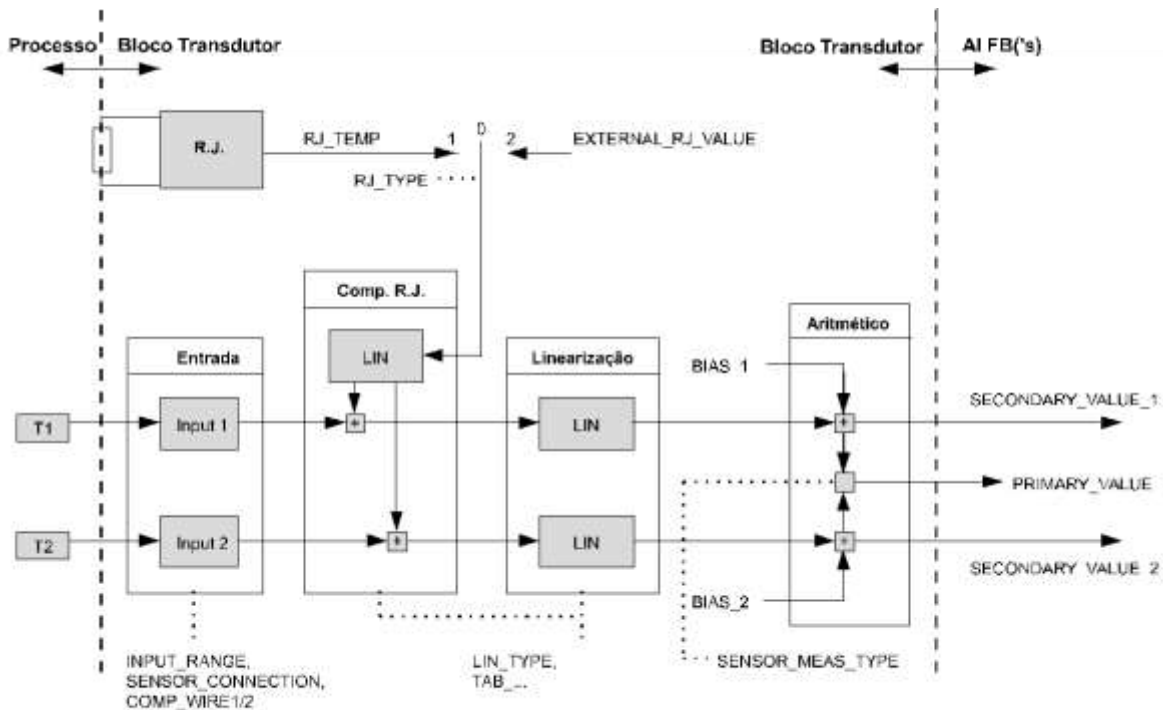 Processo
Bloco Transdutor
Bloco Transdutor
AI FB('s)
R.J.
RJ_TEMP
1
0
2
EXTERNAL_RJ_VALUE
RJ_TYPE
Comp. R.J.
Entrada
LIN
Linearização
Aritmético
BIAS_1
T1
Input 1
+
LIN
+
SECONDARY_VALUE_1
PRIMARY_VALUE
T2
Input 2
+
LIN
+
SECONDARY_VALUE_2
BIAS_2
INPUT_RANGE,
SENSOR_CONNECTION,
COMP_WIRE1/2
LIN_TYPE,
TAB_...
SENSOR_MEAS_TYPE